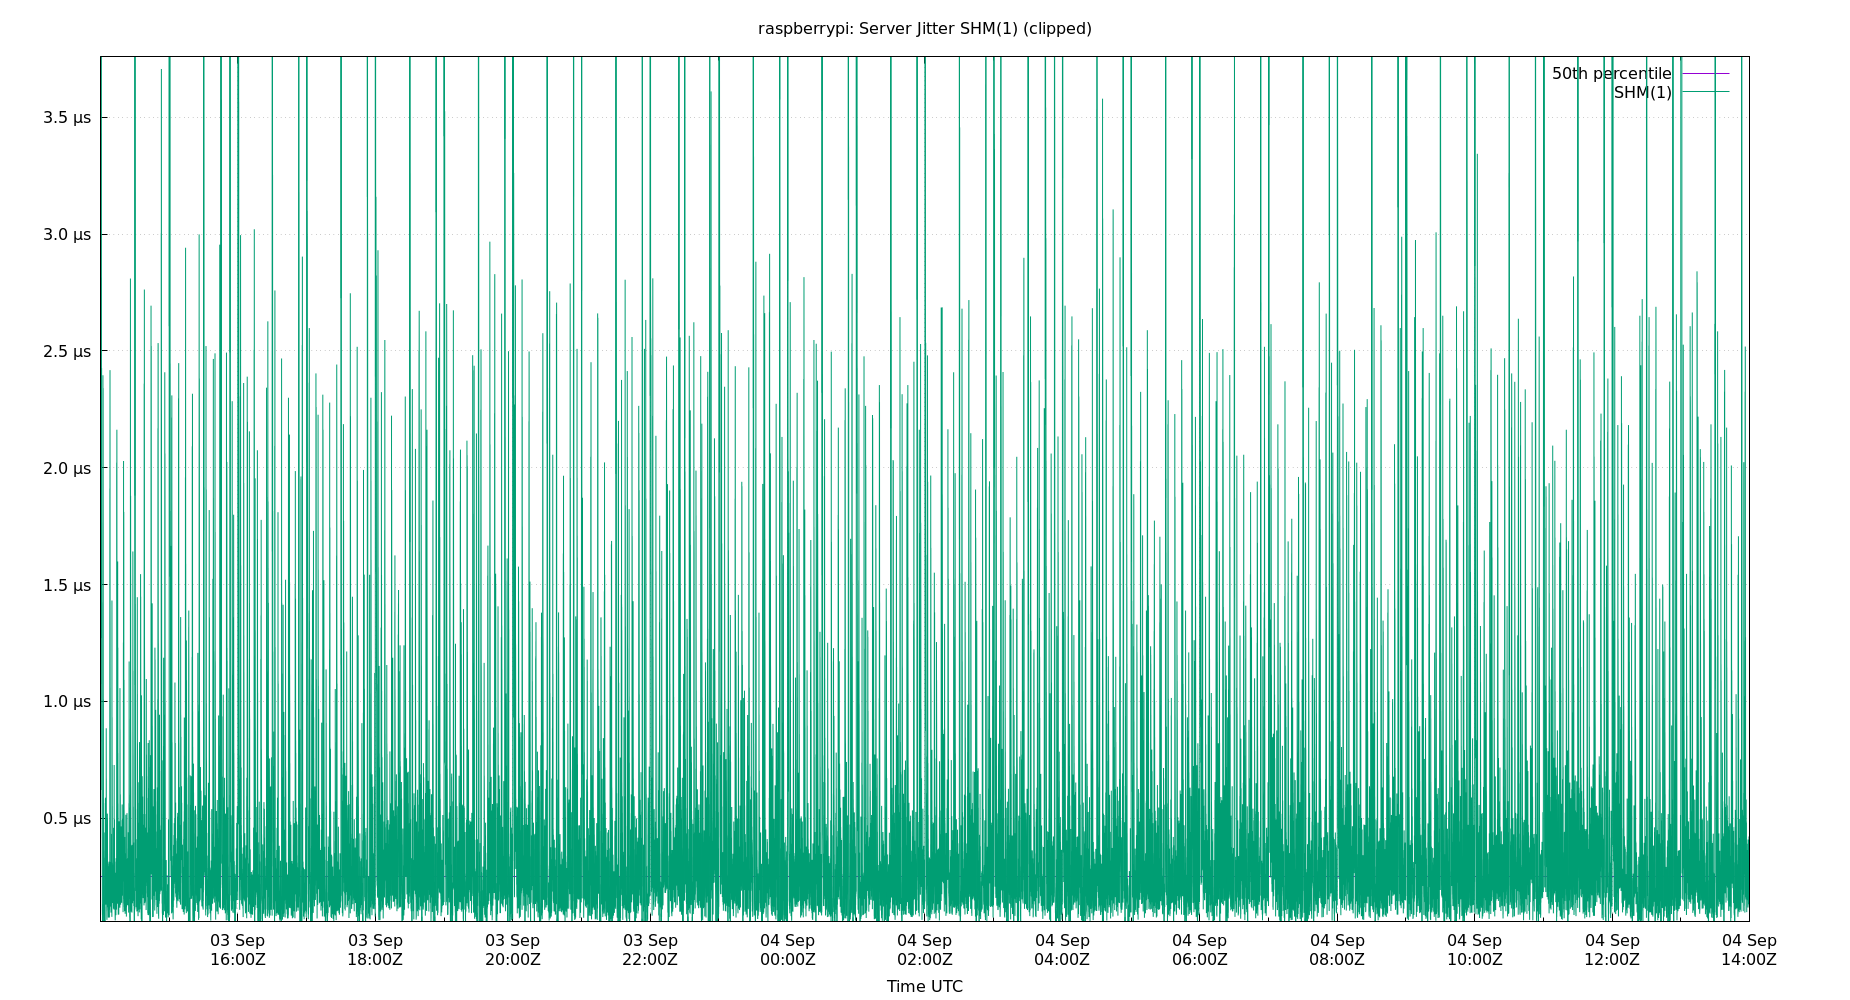 raspberrypi: Server Jitter SHM(1) (clipped)
50th percentile
SHM(1)
3.5 µs
3.0 µs
2.5 µs
2.0 µs
1.5 µs
1.0 µs
0.5 µs
03 Sep 03 Sep 03 Sep 03 Sep 04 Sep 04 Sep 04 Sep 04 Sep 04 Sep 04 Sep 04 Sep 04 Sep
16:00Z 18:00Z 20:00Z 22:00Z 00:00Z 02:00Z 04:00Z 06:00Z 08:00Z 10:00Z 12:00Z 14:00Z
Time UTC